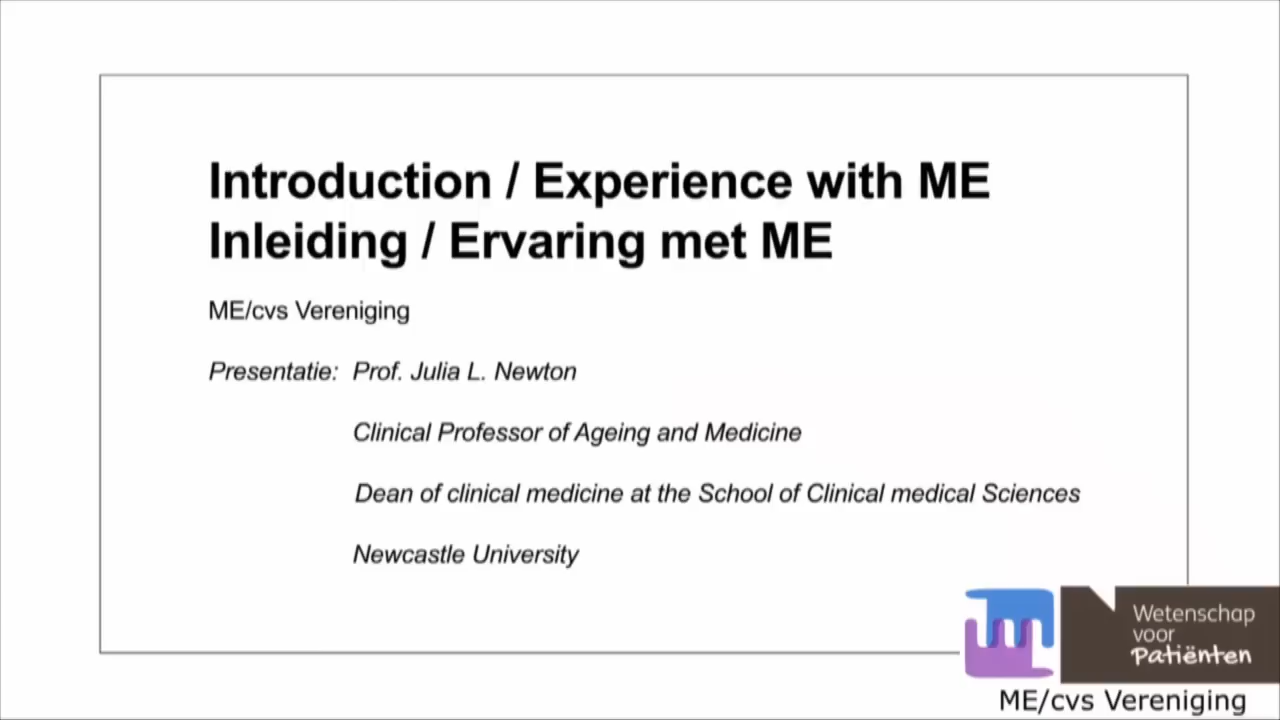 Introduction / Experience with ME
Inleiding / Ervaring met ME
ME/cvs Vereniging
Presentatie: Prof. Julia L. Newton
Clinical Professor of Ageing and Medicine
Dean of clinical medicine at the School of Clinical medical Sciences
Newcastle University
Wetenschap
voor
Patiënten
ME/cvs Vereniging